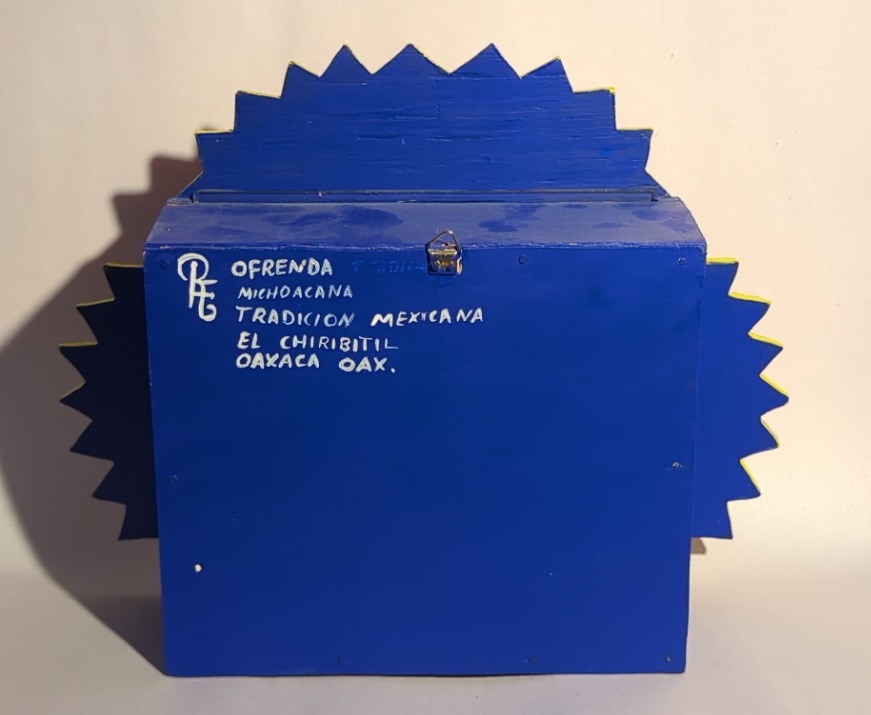 OFRENDA
MICHOACANA
TRADICION MEXICANA
EL CHIRIBITIL
OAXACA OAX.